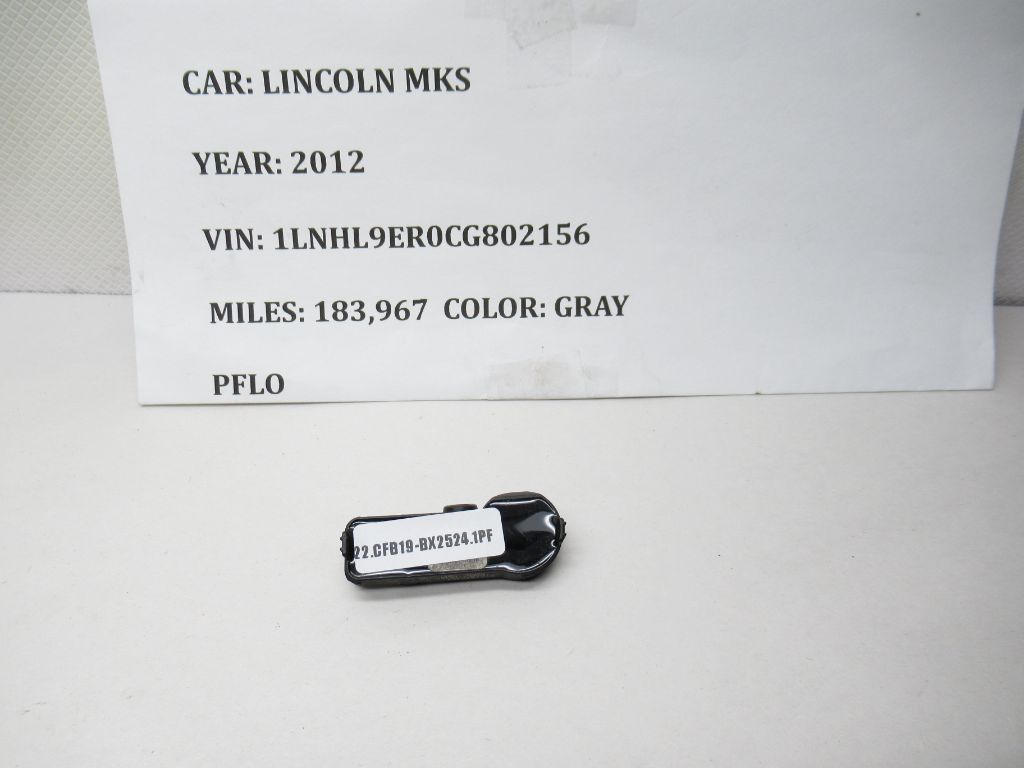 CAR: LINCOLN MKS
YEAR: 2012
VIN: 1LNHL9ER0CG802156
MILES: 183,967 COLOR: GRAY
PFLO
22.CFB19-BX2524.1PF